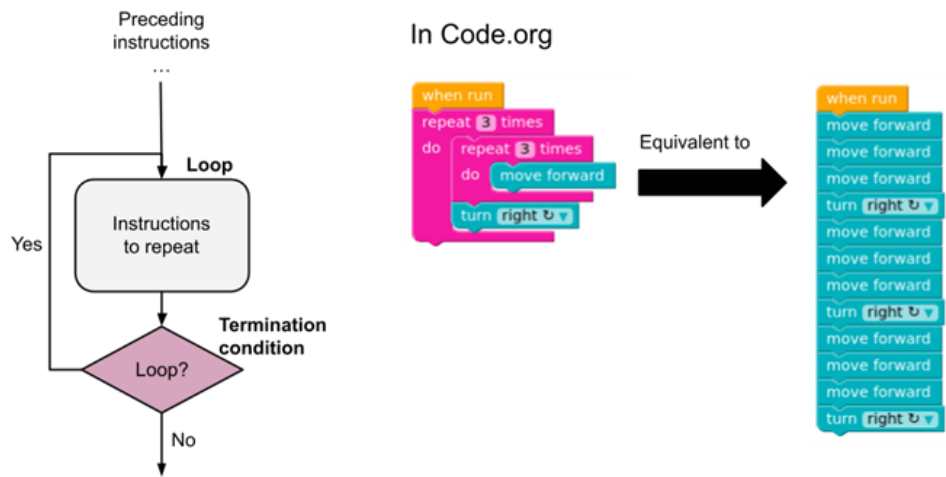 Preceding
instructions
...
Loop
Instructions
to repeat
Yes
Termination
condition
Loop?
No
In Code.org
when run
repeat 3 times
do repeat 3 times
do move forward
turn right ↻ ▼
Equivalent to
when run
move forward
move forward
move forward
turn right ↻ ▼
move forward
move forward
move forward
turn right ↻ ▼
move forward
move forward
move forward
turn right ↻ ▼